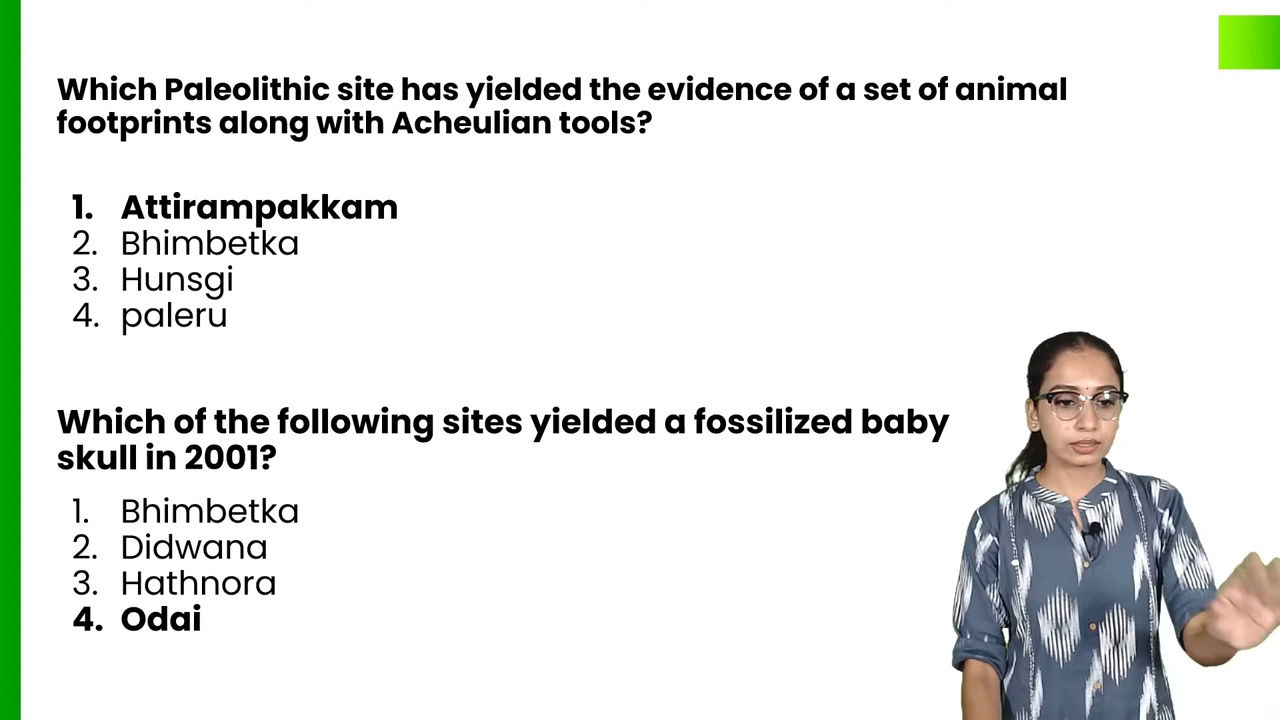 Which Paleolithic site has yielded the evidence of a set of animal
footprints along with Acheulian tools?
1. Attirampakkam
2. Bhimbetka
3. Hunsgi
4. paleru
Which of the following sites yielded a fossilized baby
skull in 2001?
1. Bhimbetka
2. Didwana
3. Hathnora
4. Odai